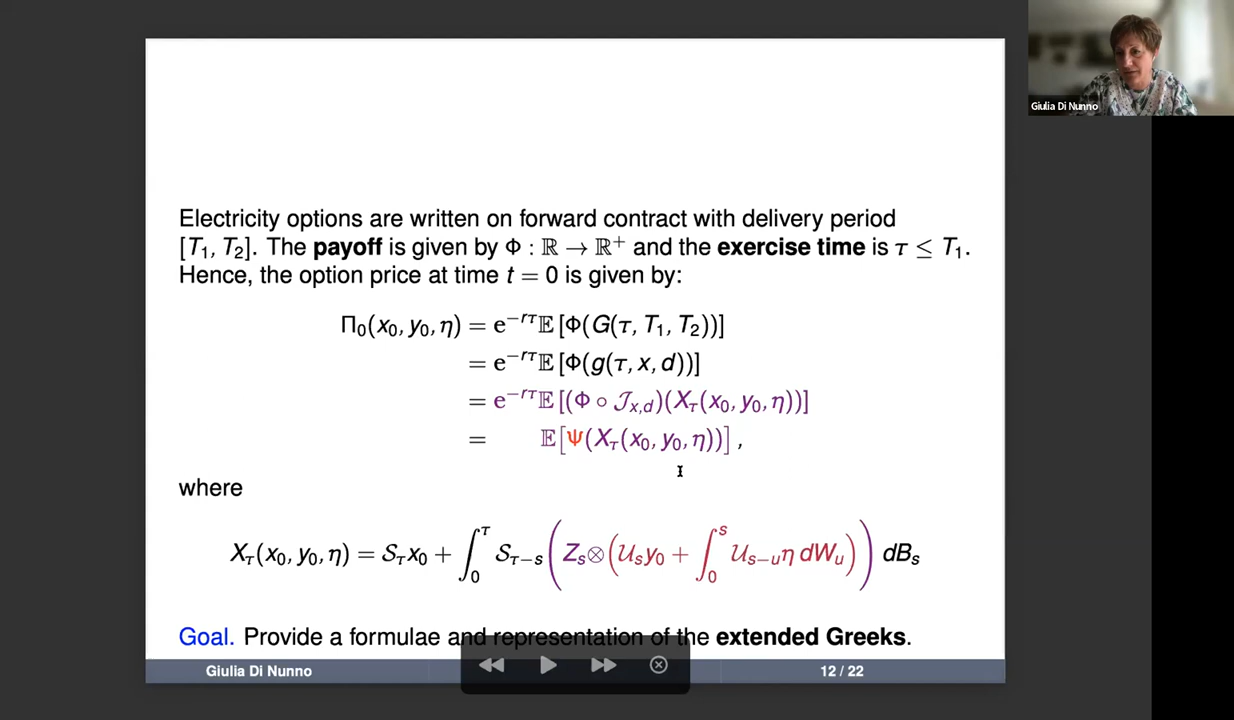 Giulia Di Nunno
Electricity options are written on forward contract with delivery period
[T₁, T₂]. The payoff is given by Φ : ℝ → ℝ⁺ and the exercise time is τ ≤ T₁.
Hence, the option price at time t = 0 is given by:
Π₀(x₀, y₀, η) = e^{−rτ}𝔼[Φ(G(τ, T₁, T₂))]
= e^{−rτ}𝔼[Φ(g(τ, x, d))]
= e^{−rτ}𝔼[(Φ ∘ 𝒥_{x,d})(X_τ(x₀, y₀, η))]
= 𝔼[Ψ(X_τ(x₀, y₀, η))] ,
where
X_τ(x₀, y₀, η) = 𝒮_τx₀ + ∫₀^τ 𝒮_{τ−s}(Z_s⊗(𝒰_sy₀ + ∫₀^s 𝒰_{s−u}η dW_u)) dB_s
Goal. Provide a formulae and representation of the extended Greeks.
Giulia Di Nunno 12 / 22